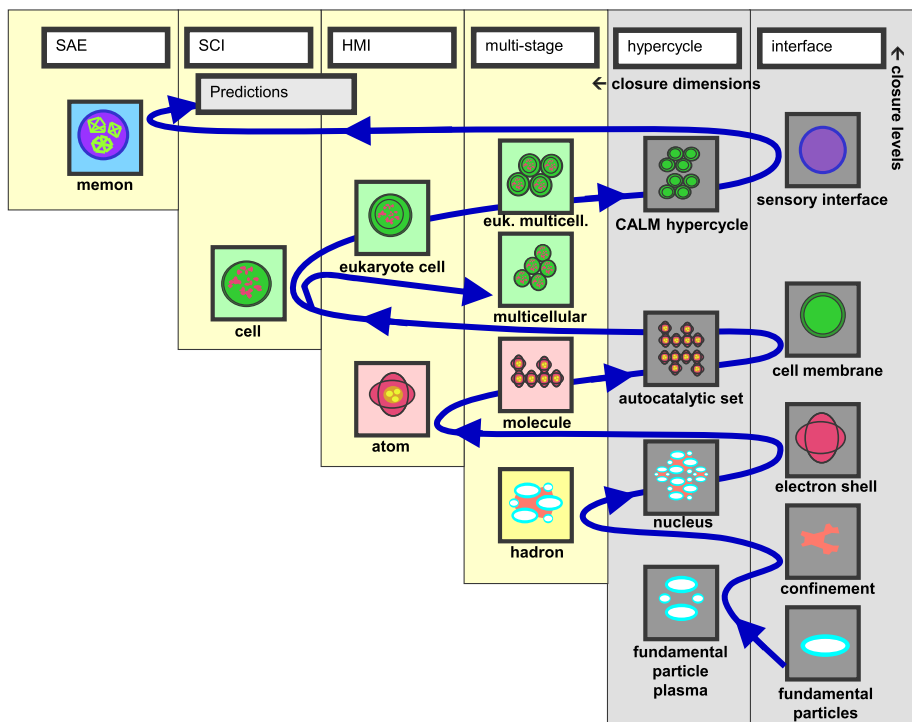 SAE
SCI
HMI
multi-stage
hypercycle
interface
← closure dimensions
← closure levels
Predictions
memon
euk. multicell.
CALM hypercycle
sensory interface
eukaryote cell
cell
multicellular
cell membrane
atom
molecule
autocatalytic set
electron shell
hadron
nucleus
confinement
fundamental
particle
plasma
fundamental
particles